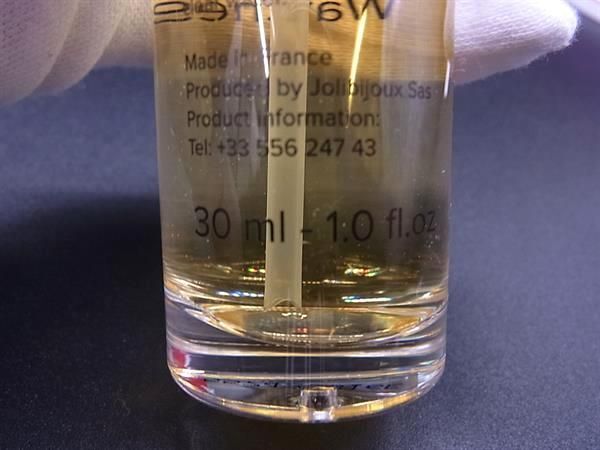 Made in France
Produced by Jolibijoux Sas
Product information:
Tel: +33 556 247 43
30 ml - 1.0 fl.oz